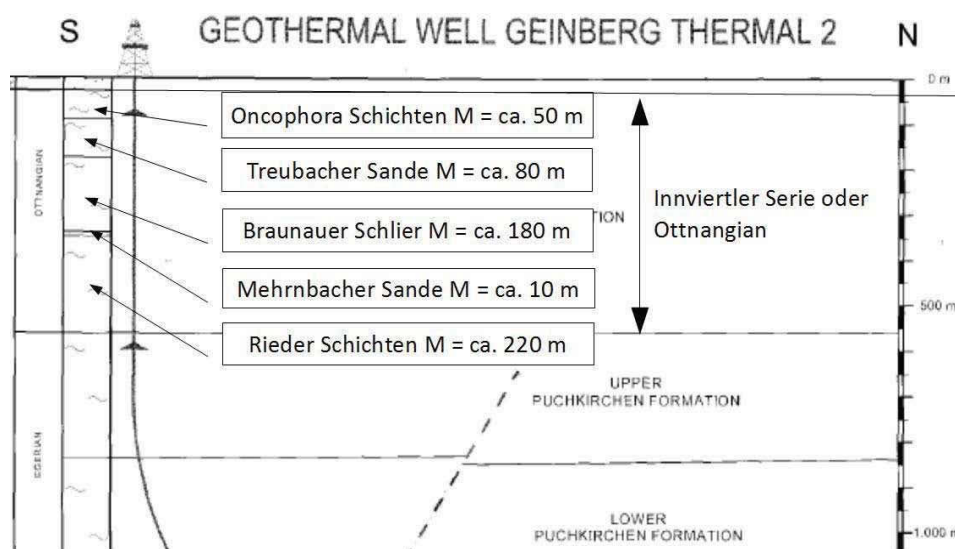 S GEOTHERMAL WELL GEINBERG THERMAL 2 N
0 m
Oncophora Schichten M = ca. 50 m
Treubacher Sande M = ca. 80 m
OTTNANGIAN
Innviertler Serie oder
Ottnangian
Braunauer Schlier M = ca. 180 m
Mehrnbacher Sande M = ca. 10 m
500 m
Rieder Schichten M = ca. 220 m
UPPER
PUCHKIRCHEN FORMATION
EGERIAN
LOWER
PUCHKIRCHEN FORMATION
1.000 m